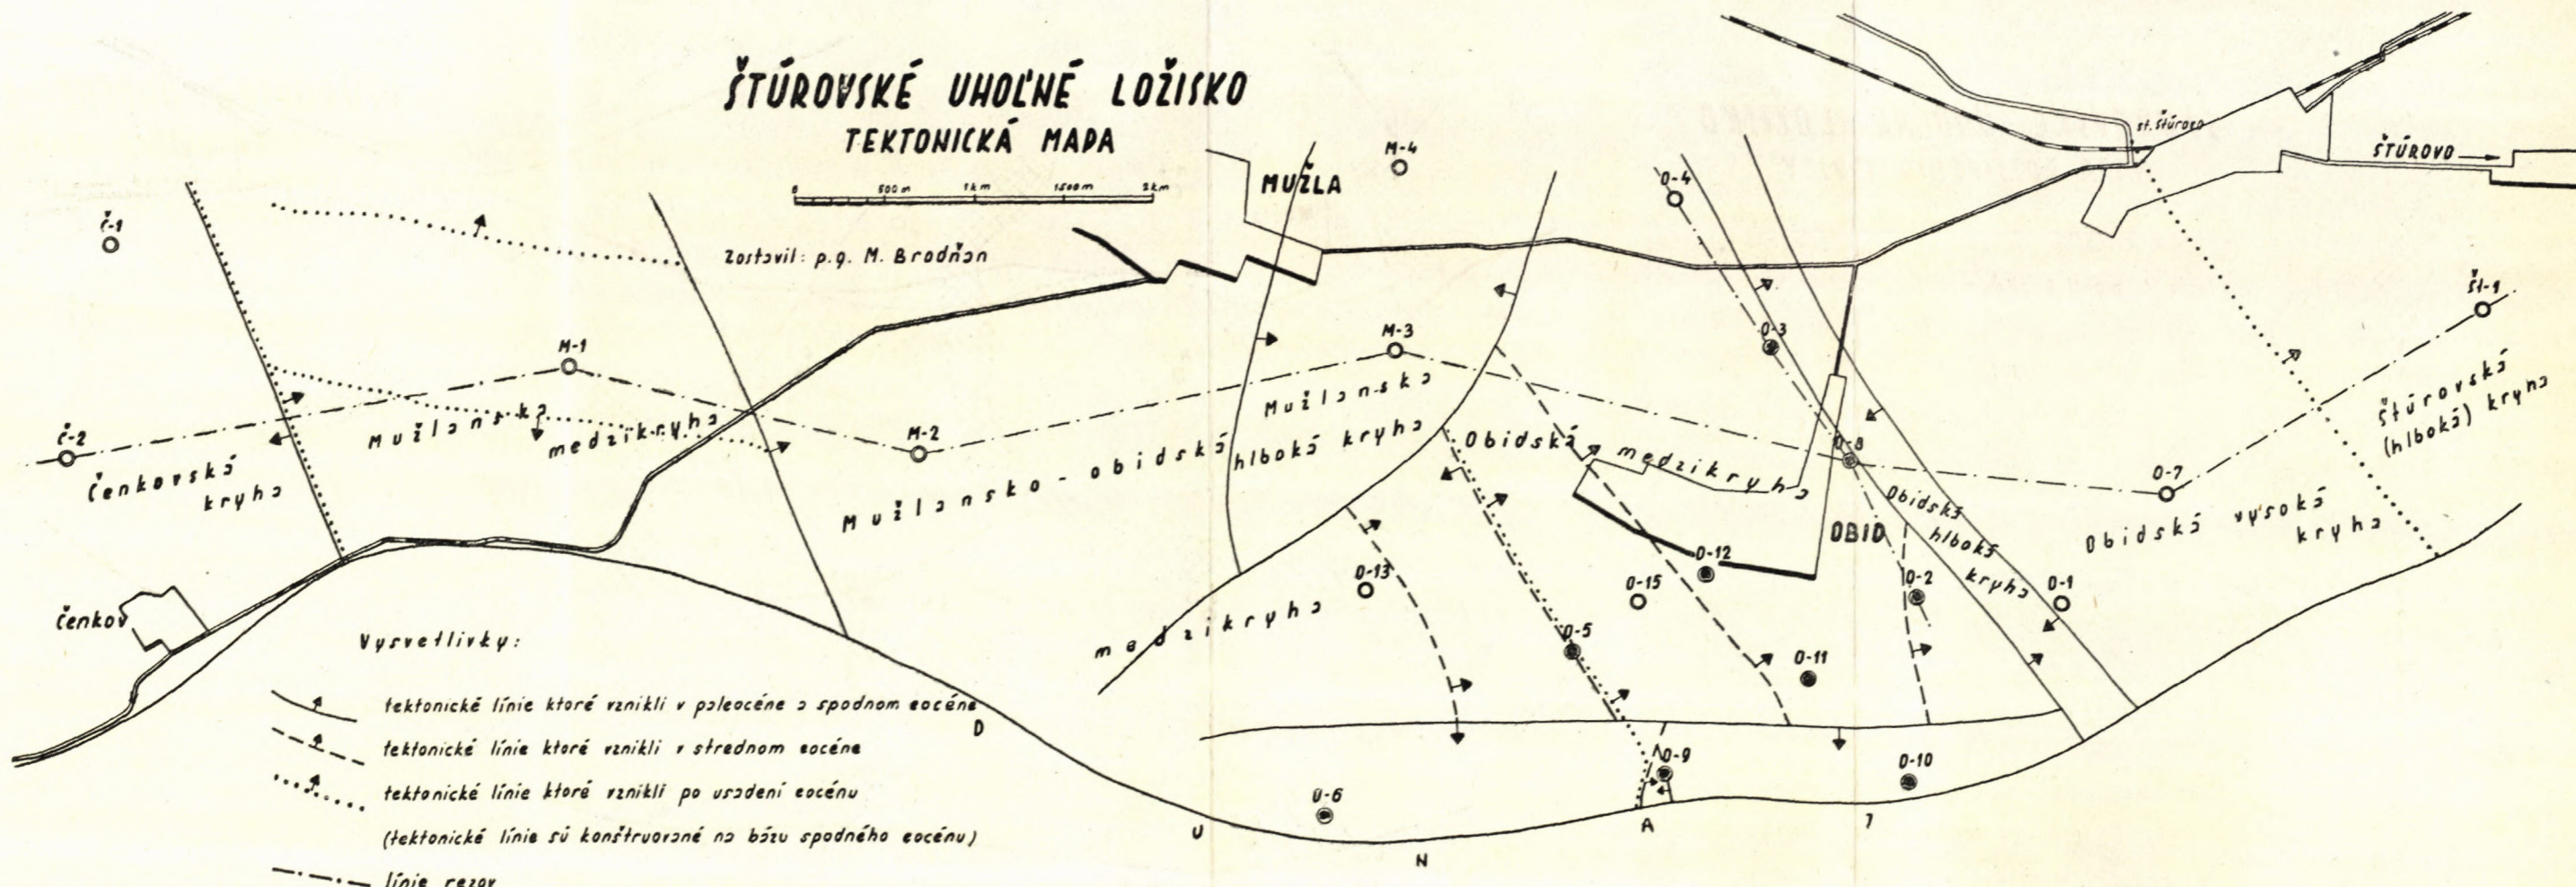 ŠTÚROVSKÉ UHOĽNÉ LOŽISKO
TEKTONICKÁ MAPA
0 500 m 1 km 1500 m 2 km
Zostavil: p.g. M. Brodňan
MUŽLA
M-4
O-4
st. Štúrovo
ŠTÚROVO
Č-1
Št-1
M-1
M-3
O-3
Č-2
M-2
O-8
O-7
Čenkovská
kryha
Mužlanská
medzikryha
Mužlansko - obidská
Mužlanská
hlboká kryha
Obidská
medzikryha
Obidská
hlboká
kryha
Obidská vysoká
kryha
Štúrovská
(hlboká) kryha
OBID
O-12
O-13
O-15
O-2
O-1
medzikryha
O-5
O-11
O-9
O-10
O-6
Čenkov
D
U
N
A
J
Vysvetlivky:
tektonické línie ktoré vznikli v paleocéne a spodnom eocéne
tektonické línie ktoré vznikli v strednom eocéne
tektonické línie ktoré vznikli po usadení eocénu
(tektonické línie sú konštruované na bázu spodného eocénu)
línie rezov